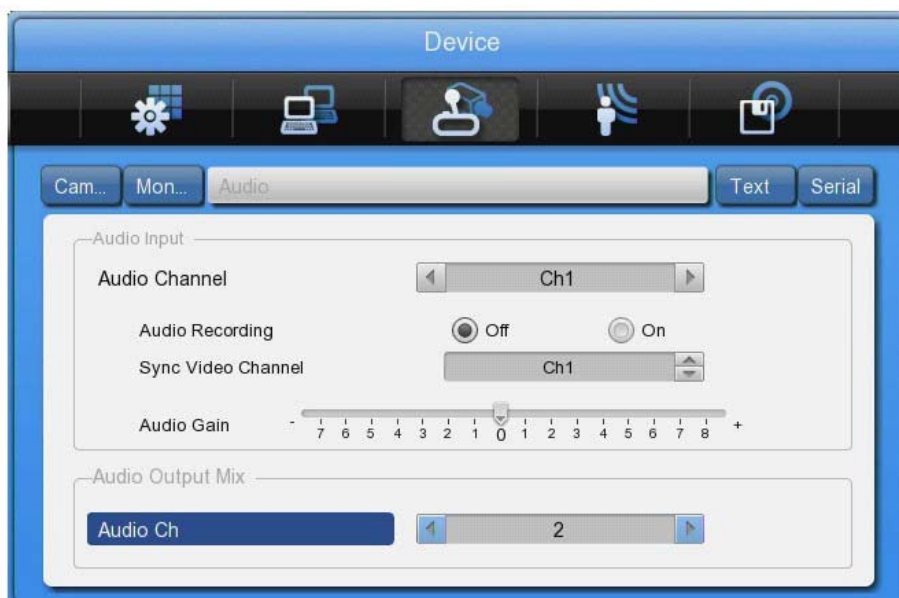 Device
Cam... Mon... Audio Text Serial
Audio Input
Audio Channel Ch1
Audio Recording Off On
Sync Video Channel Ch1
Audio Gain - 7 6 5 4 3 2 1 0 1 2 3 4 5 6 7 8 +
Audio Output Mix
Audio Ch 2